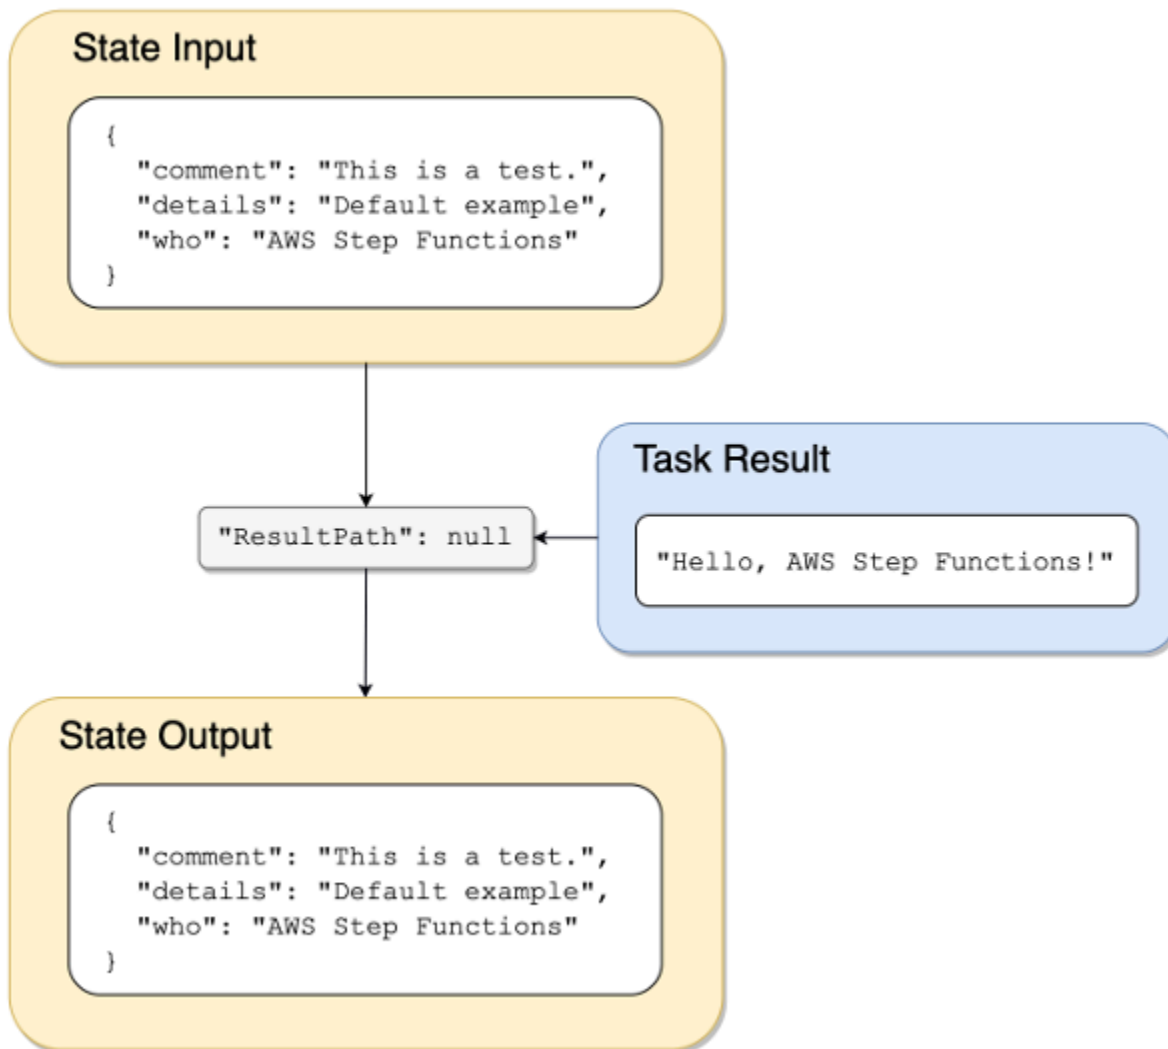 State Input
{
"comment": "This is a test.",
"details": "Default example",
"who": "AWS Step Functions"
}
Task Result
"ResultPath": null
"Hello, AWS Step Functions!"
State Output
{
"comment": "This is a test.",
"details": "Default example",
"who": "AWS Step Functions"
}